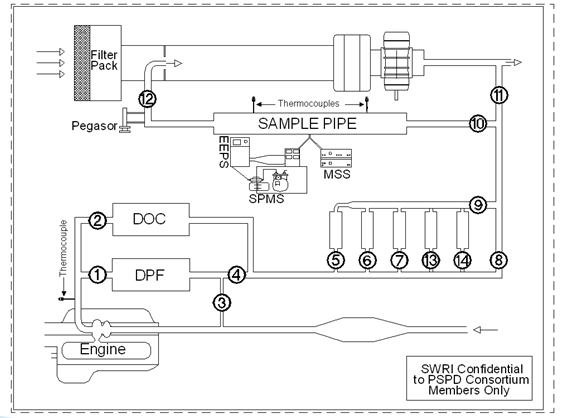 Filter
Pack
12
11
Thermocouples
Pegasor
SAMPLE PIPE
10
EEPS
MSS
SPMS
9
2
DOC
Thermocouple
1
DPF
4
5
6
7
13
14
8
3
Engine
SWRI Confidential
to PSPD Consortium
Members Only